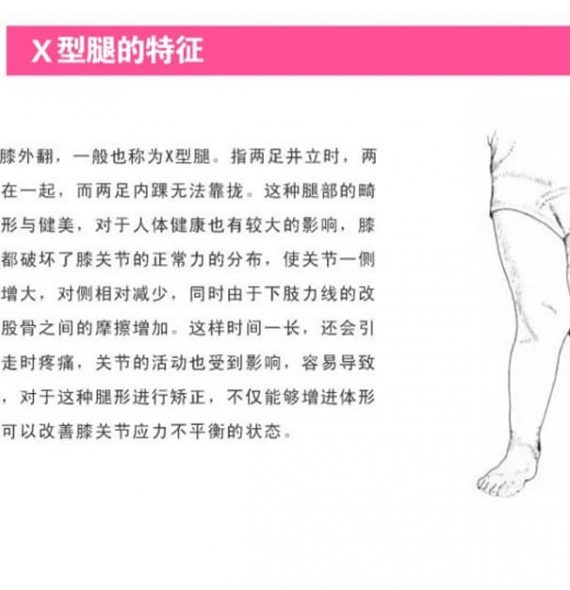 X型腿的特征
膝外翻，一般也称为X型腿。指两足并立时，两
在一起，而两足内踝无法靠拢。这种腿部的畸
形与健美，对于人体健康也有较大的影响，膝
都破坏了膝关节的正常力的分布，使关节一侧
增大，对侧相对减少，同时由于下肢力线的改
股骨之间的摩擦增加。这样时间一长，还会引
走时疼痛，关节的活动也受到影响，容易导致
，对于这种腿形进行矫正，不仅能够增进体形
可以改善膝关节应力不平衡的状态。